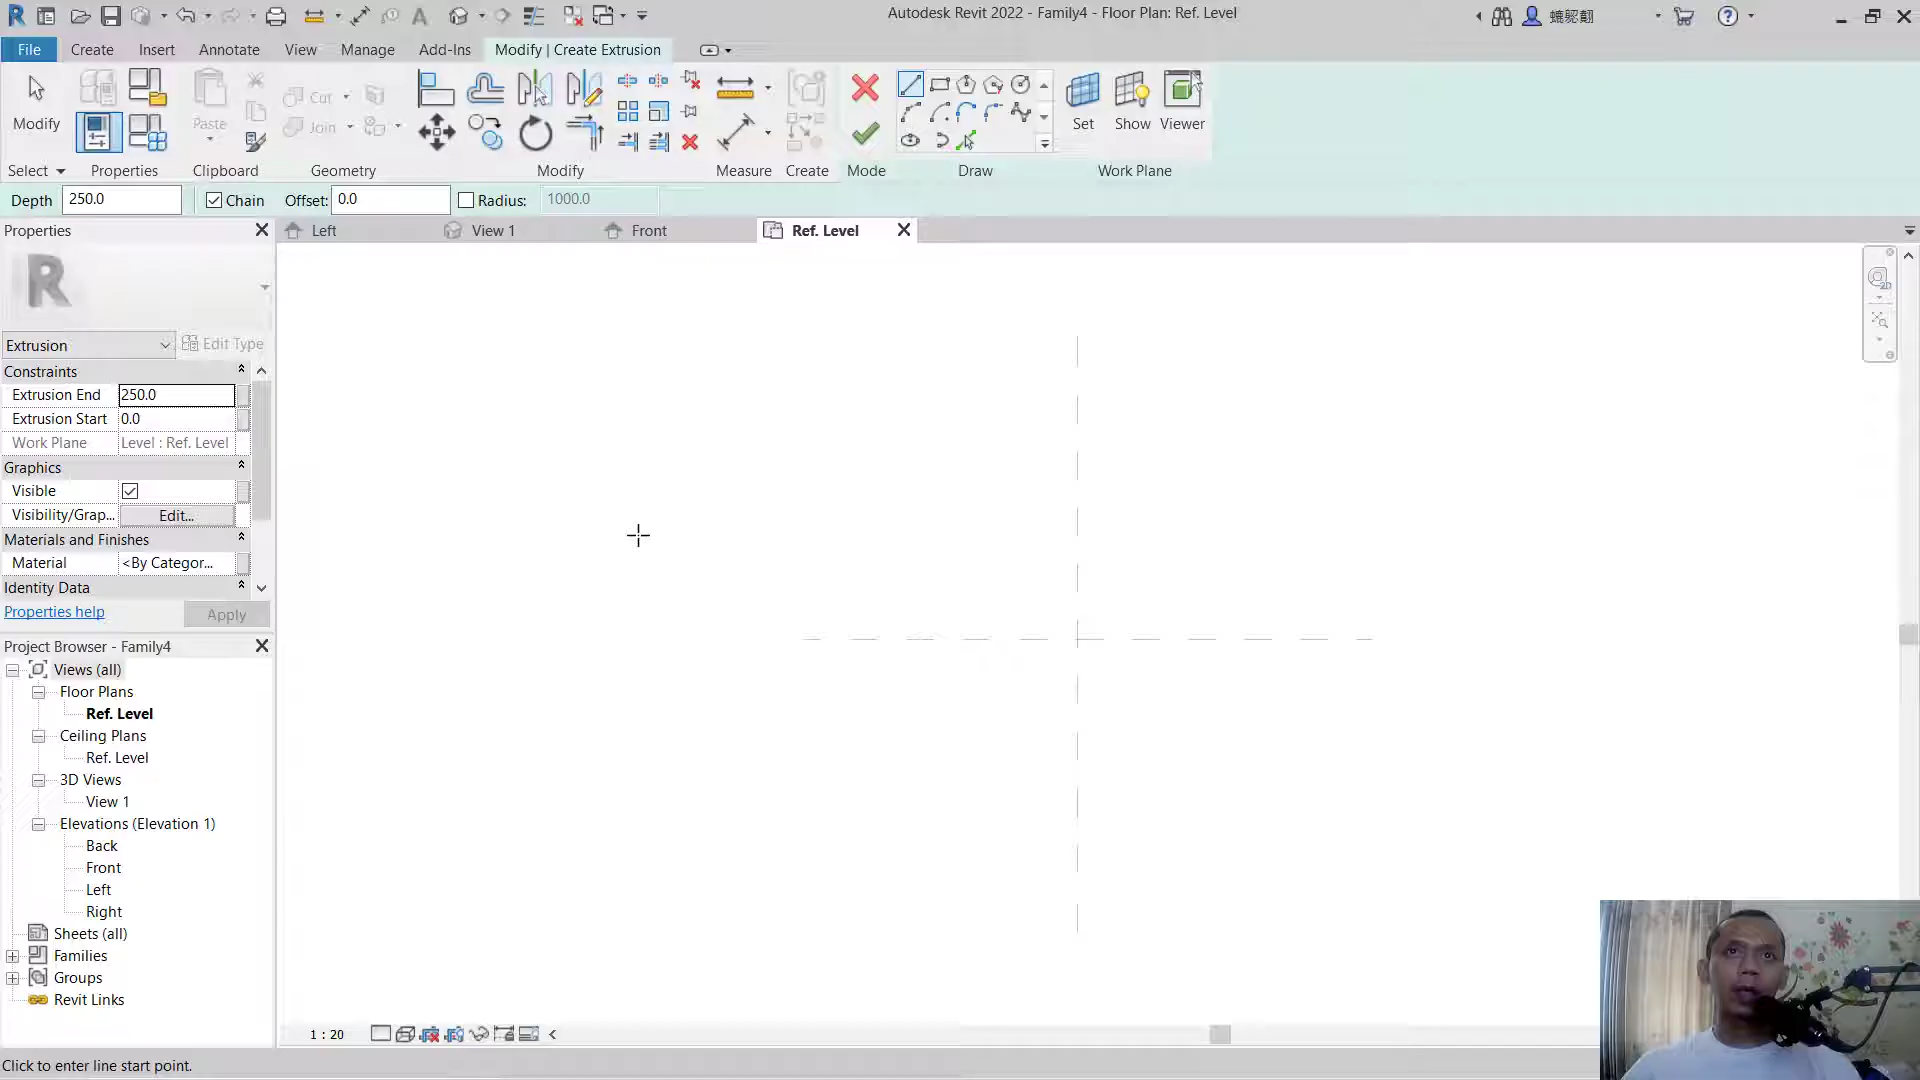 Autodesk Revit 2022 - Family4 - Floor Plan: Ref. Level
File Create Insert Annotate View Manage Add-Ins Modify | Create Extrusion
Modify
Paste
Cut
Join
Set Show Viewer
Select Properties Clipboard Geometry Modify Measure Create Mode Draw Work Plane
Depth 250.0 Chain Offset: 0.0 Radius: 1000.0
Properties
Left View 1 Front Ref. Level
Extrusion Edit Type
Constraints
Extrusion End 250.0
Extrusion Start 0.0
Work Plane Level : Ref. Level
Graphics
Visible
Visibility/Grap... Edit...
Materials and Finishes
Material <By Categor...
Identity Data
Properties help Apply
Project Browser - Family4
Views (all)
Floor Plans
Ref. Level
Ceiling Plans
Ref. Level
3D Views
View 1
Elevations (Elevation 1)
Back
Front
Left
Right
Sheets (all)
Families
Groups
Revit Links
1 : 20
Click to enter line start point.